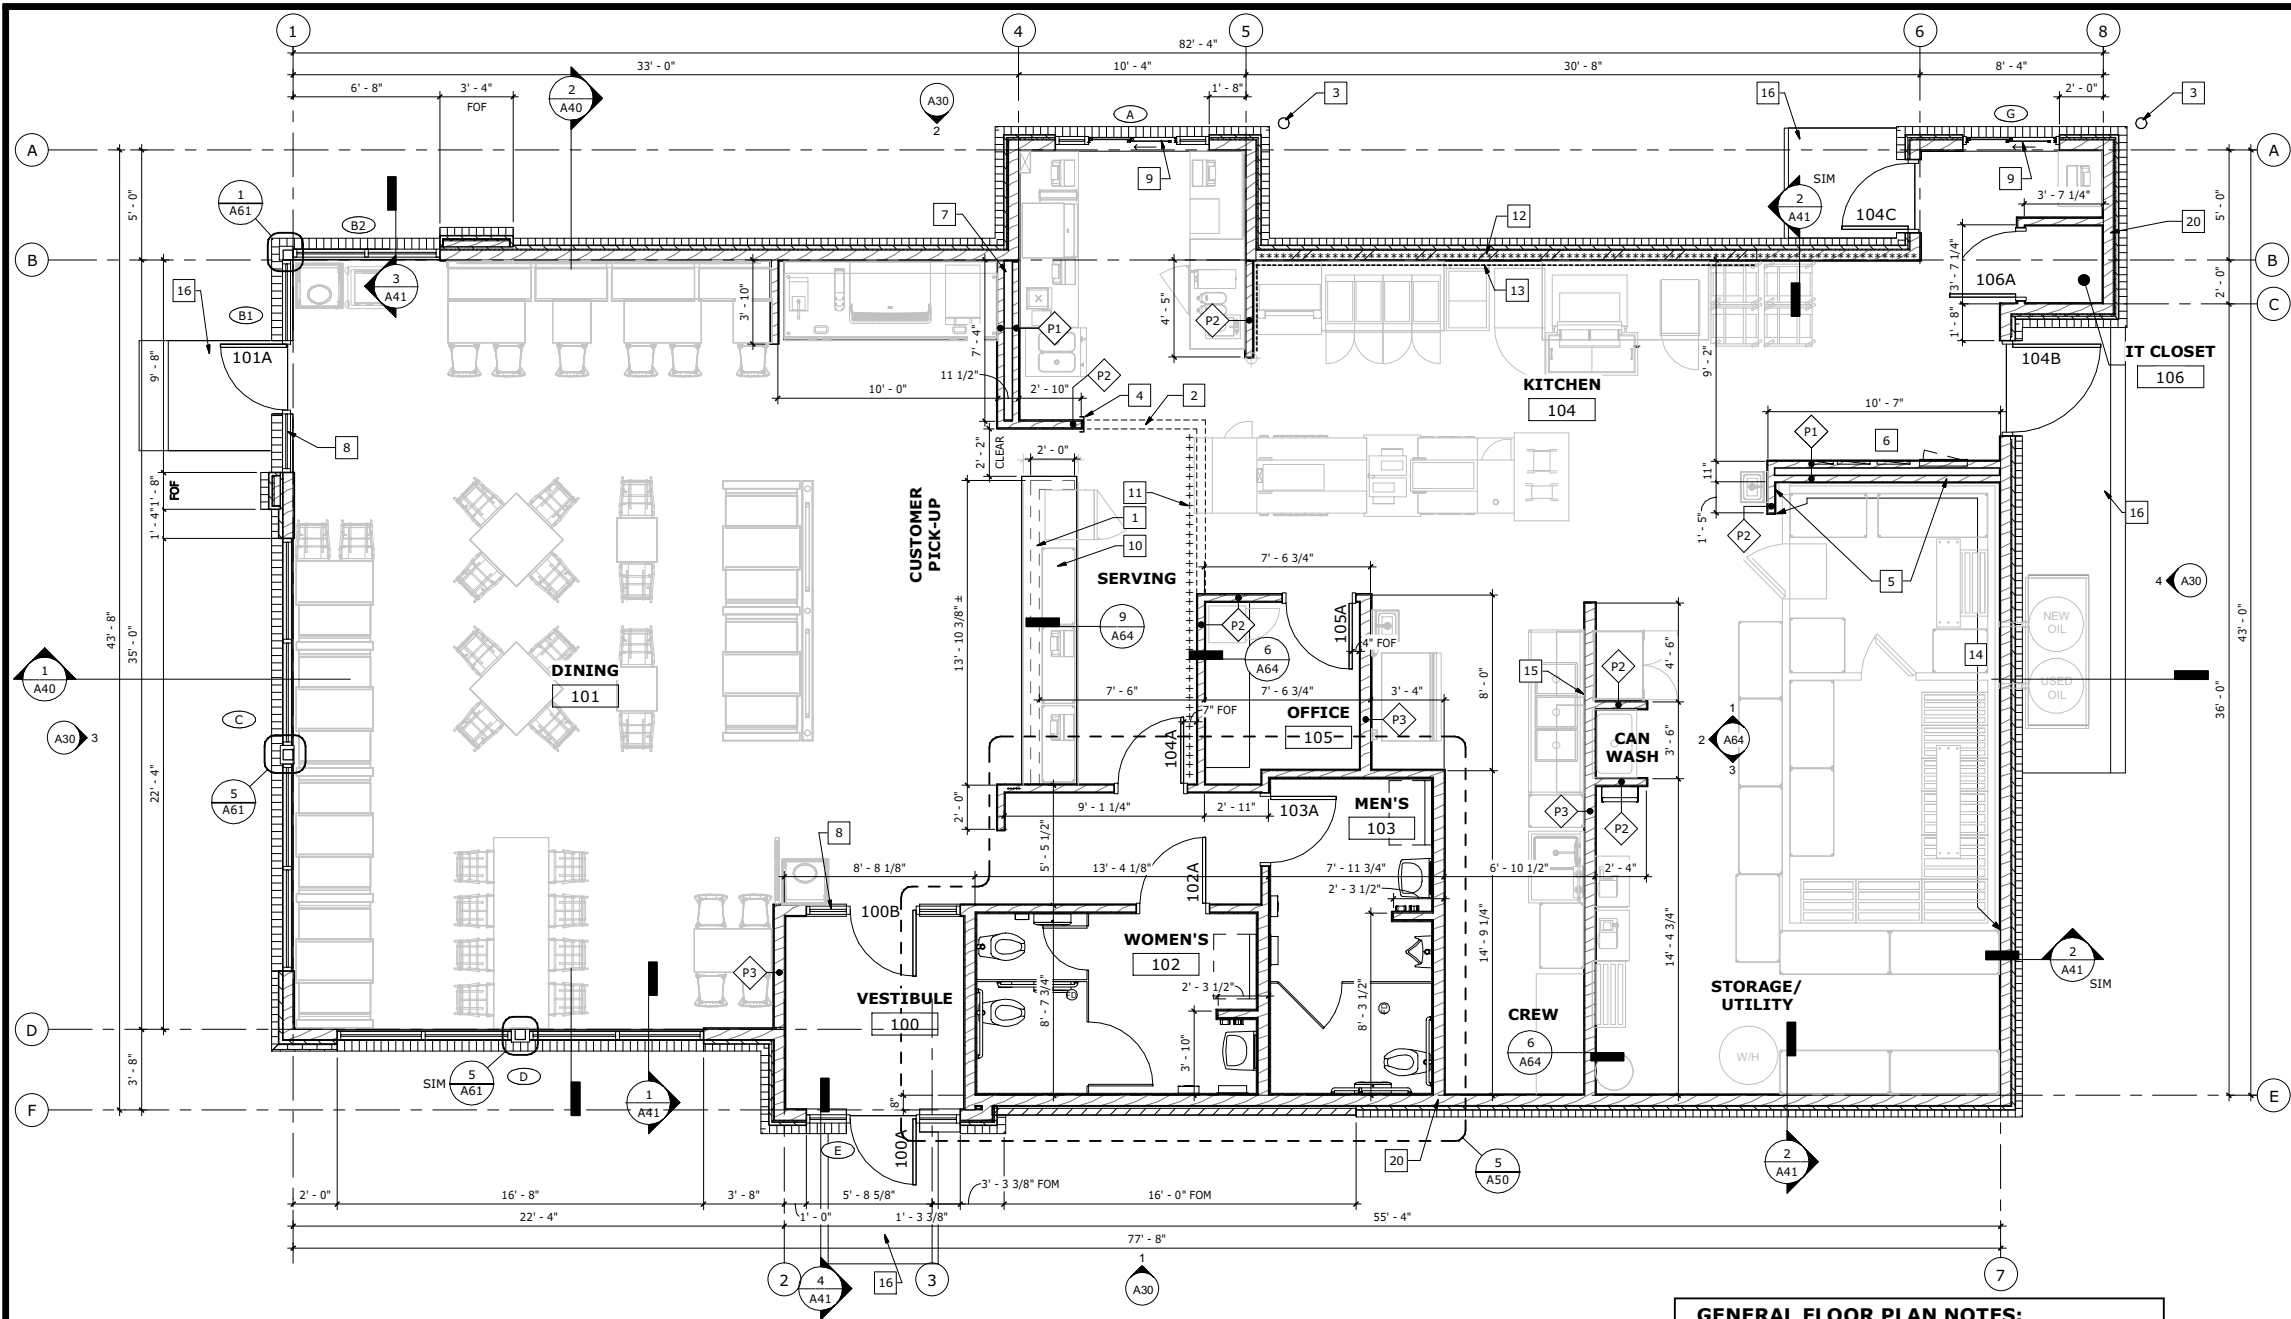 1
4
5
6
8
82' - 4"
33' - 0"
10' - 4"
30' - 8"
8' - 4"
6' - 8"
3' - 4"
FOF
2
A40
A30
2
1' - 8"
3
16
2' - 0"
3
A
G
A
A
1
A61
B2
5' - 0"
7
9
12
SIM
2
A41
104C
9
3' - 7 1/4"
20
5' - 0"
B
B
16
3
A41
B1
3' - 10"
P1
7' - 4"
4' - 5"
P2
13
3' - 7 1/4"
106A
2' - 0"
C
1' - 8"
101A
9' - 8"
11 1/2"
10' - 0"
2' - 10"
P2
4
2
KITCHEN
104
9' - 2"
104B
IT CLOSET
106
10' - 7"
8
2' - 2"
CLEAR
2' - 0"
P1
6
11"
1' - 8"
FOF
1' - 4"
CUSTOMER
PICK-UP
11
1
10
1' - 5"
P2
16
43' - 8"
35' - 0"
SERVING
7' - 6 3/4"
5
4
A30
13' - 10 3/8" ±
9
A64
P2
105A
4" FOF
6
A64
NEW
OIL
43' - 0"
1
A40
DINING
101
15
P2
4' - 6"
14
USED
OIL
7' - 6"
7' - 6 3/4"
3' - 4"
8' - 0"
36' - 0"
C
A30
3
7" FOF
OFFICE
105
P3
CAN
WASH
3' - 6"
1
2
A64
3
104A
22' - 4"
5
A61
2' - 0"
9' - 1 1/4"
2' - 11"
103A
MEN'S
103
P3
P2
8
5' - 5 1/2"
8' - 8 1/8"
13' - 4 1/8"
7' - 11 3/4"
6' - 10 1/2"
2' - 4"
102A
2' - 3 1/2"
100B
WOMEN'S
102
14' - 9 1/4"
14' - 4 3/4"
2
A41
SIM
P3
VESTIBULE
100
8' - 7 3/4"
2' - 3 1/2"
8' - 3 1/2"
STORAGE/
UTILITY
CREW
D
3' - 10"
6
A64
W/H
SIM
5
A61
D
3' - 8"
1
A41
8"
F
E
E
100A
20
5
A50
2
A41
2' - 0"
16' - 8"
3' - 8"
5' - 8 5/8"
3' - 3 3/8" FOM
16' - 0" FOM
22' - 4"
1' - 0"
1' - 3 3/8"
55' - 4"
77' - 8"
2
4
A41
16
3
1
A30
7
GENERAL FLOOR PLAN NOTES: